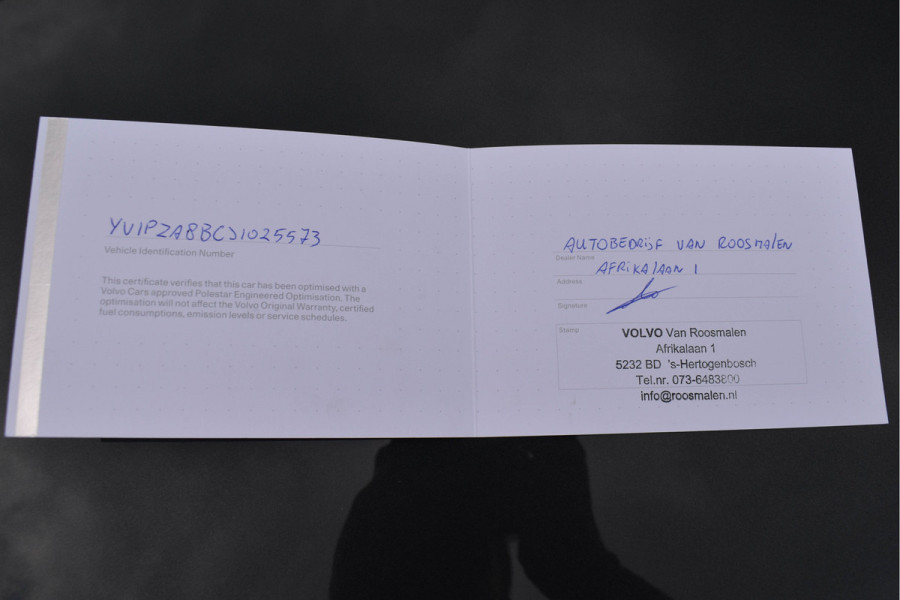 YV1PZA8BCJ1025573
Vehicle Identification Number
This certificate verifies that this car has been optimised with a
Volvo Cars approved Polestar Engineered Optimisation. The
optimisation will not affect the Volvo Original Warranty, certified
fuel consumptions, emission levels or service schedules.
AUTOBEDRIJF VAN ROOSMALEN
Dealer Name
AFRIKALAAN 1
Address
Signature
Stamp
VOLVO Van Roosmalen
Afrikalaan 1
5232 BD 's-Hertogenbosch
Tel.nr. 073-6483800
info@roosmalen.nl